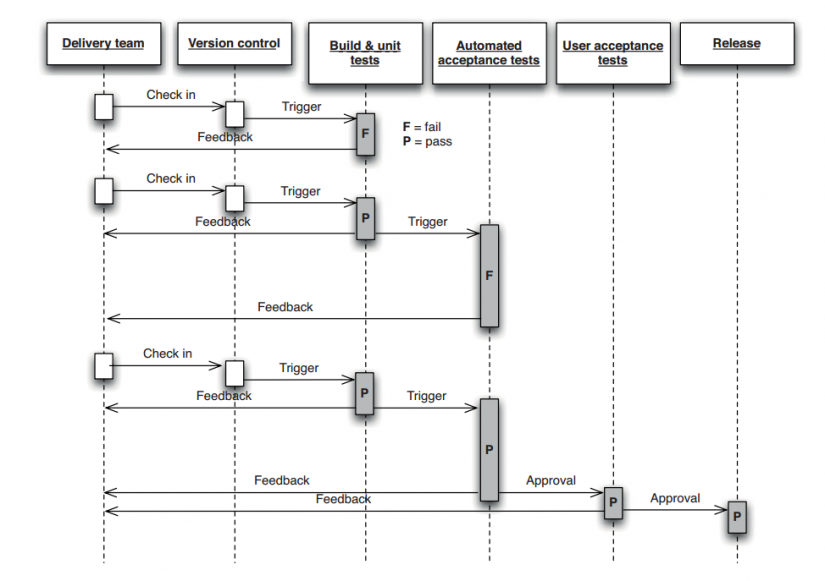 Delivery team
Version control
Build & unit
tests
Automated
acceptance tests
User acceptance
tests
Release
Check in
Trigger
F
F = fail
P = pass
Feedback
Check in
Trigger
P
Feedback
Trigger
F
Feedback
Check in
Trigger
P
Feedback
Trigger
P
Feedback
Approval
P
Feedback
Approval
P